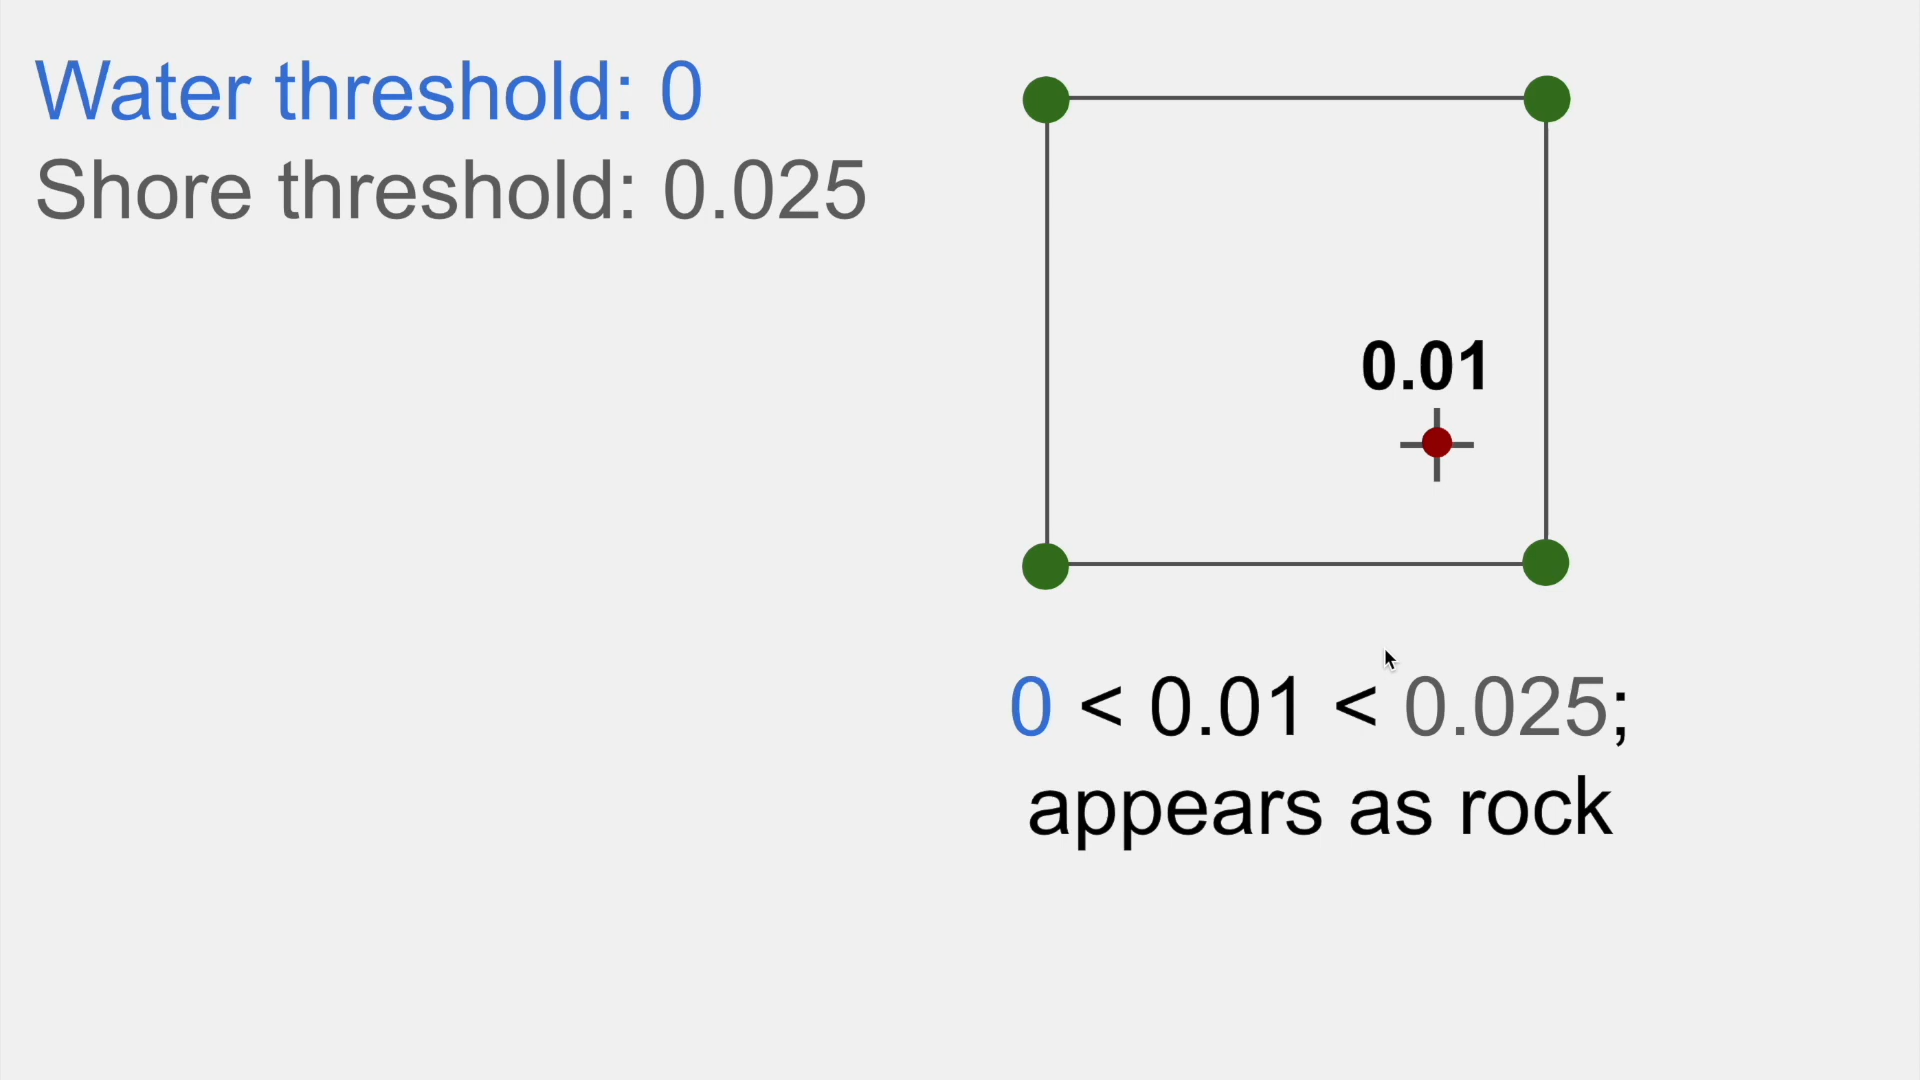 Water threshold: 0
Shore threshold: 0.025
0.01
0 < 0.01 < 0.025;
appears as rock